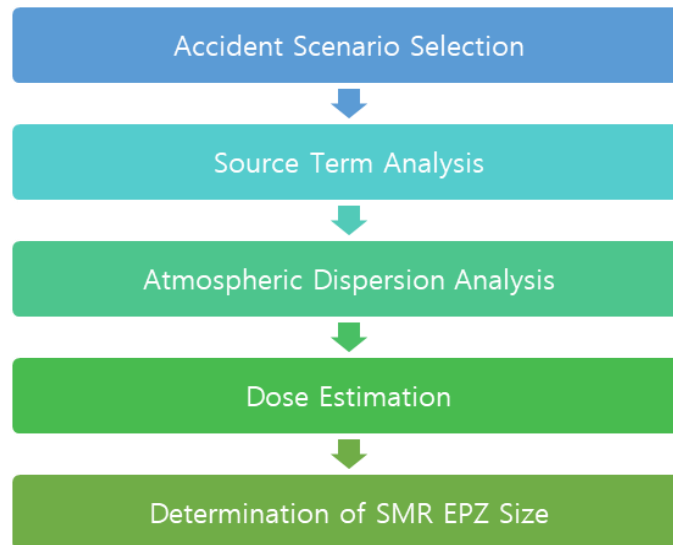 Accident Scenario Selection
Source Term Analysis
Atmospheric Dispersion Analysis
Dose Estimation
Determination of SMR EPZ Size